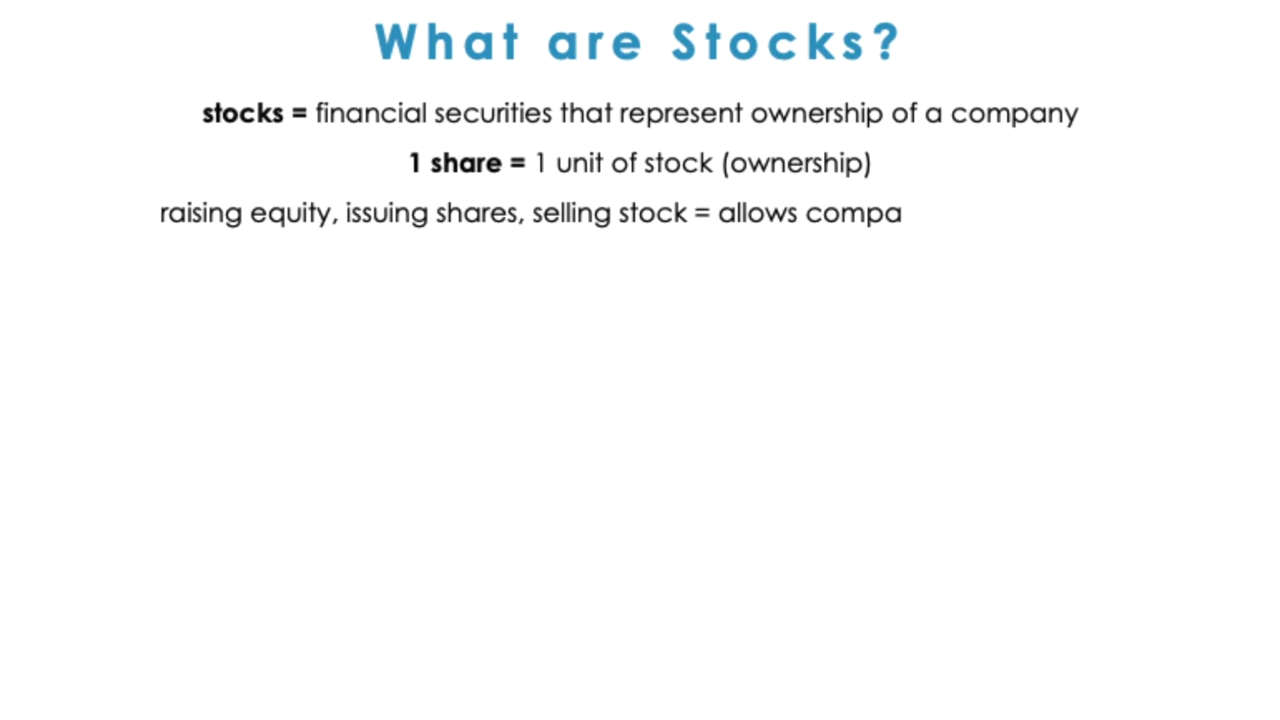 What are Stocks?
stocks = financial securities that represent ownership of a company
1 share = 1 unit of stock (ownership)
raising equity, issuing shares, selling stock = allows compa